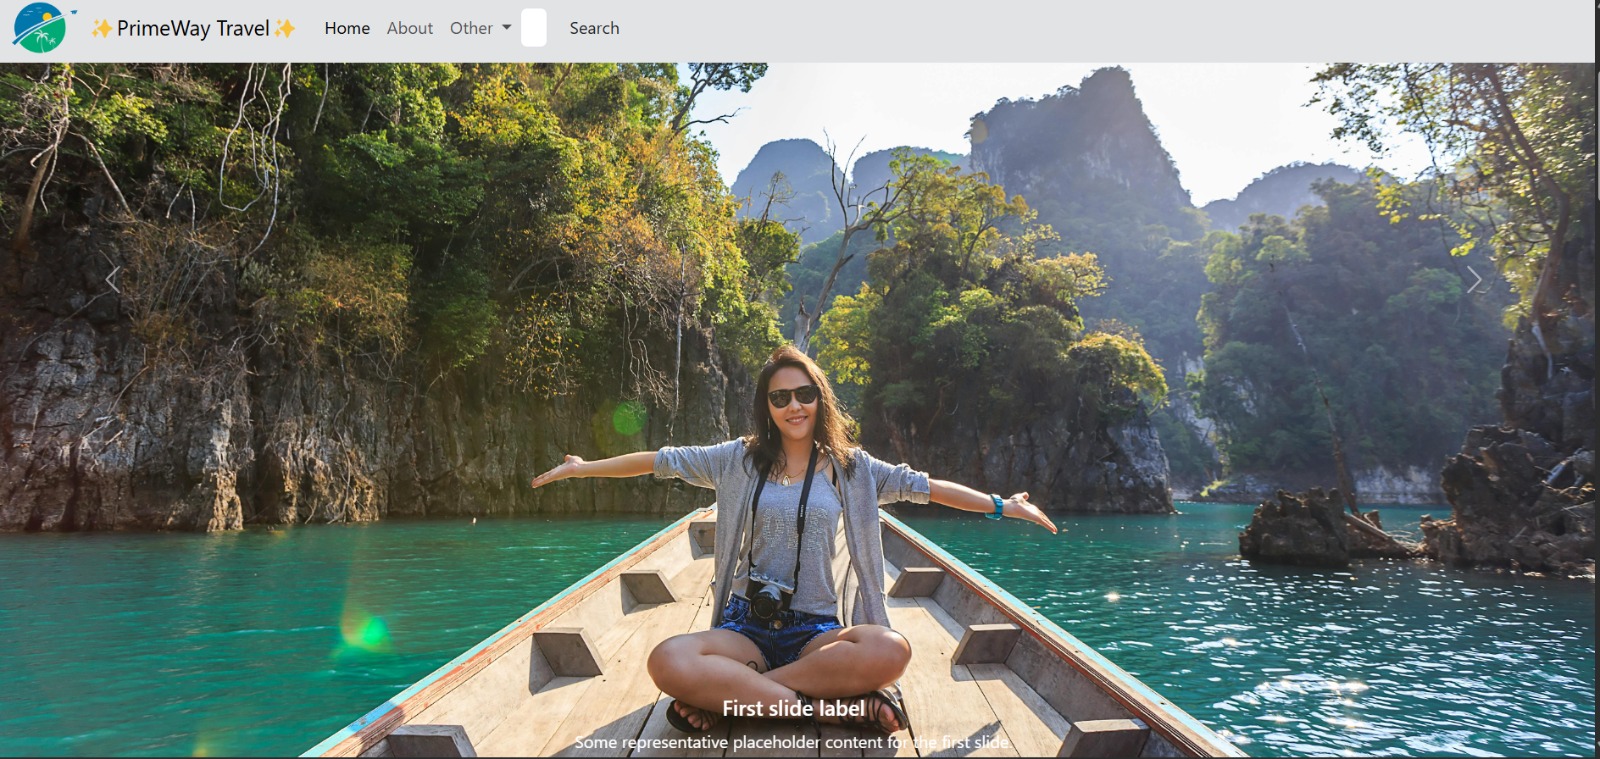 ✨PrimeWay Travel✨ Home About Other Search
First slide label
Some representative placeholder content for the first slide.